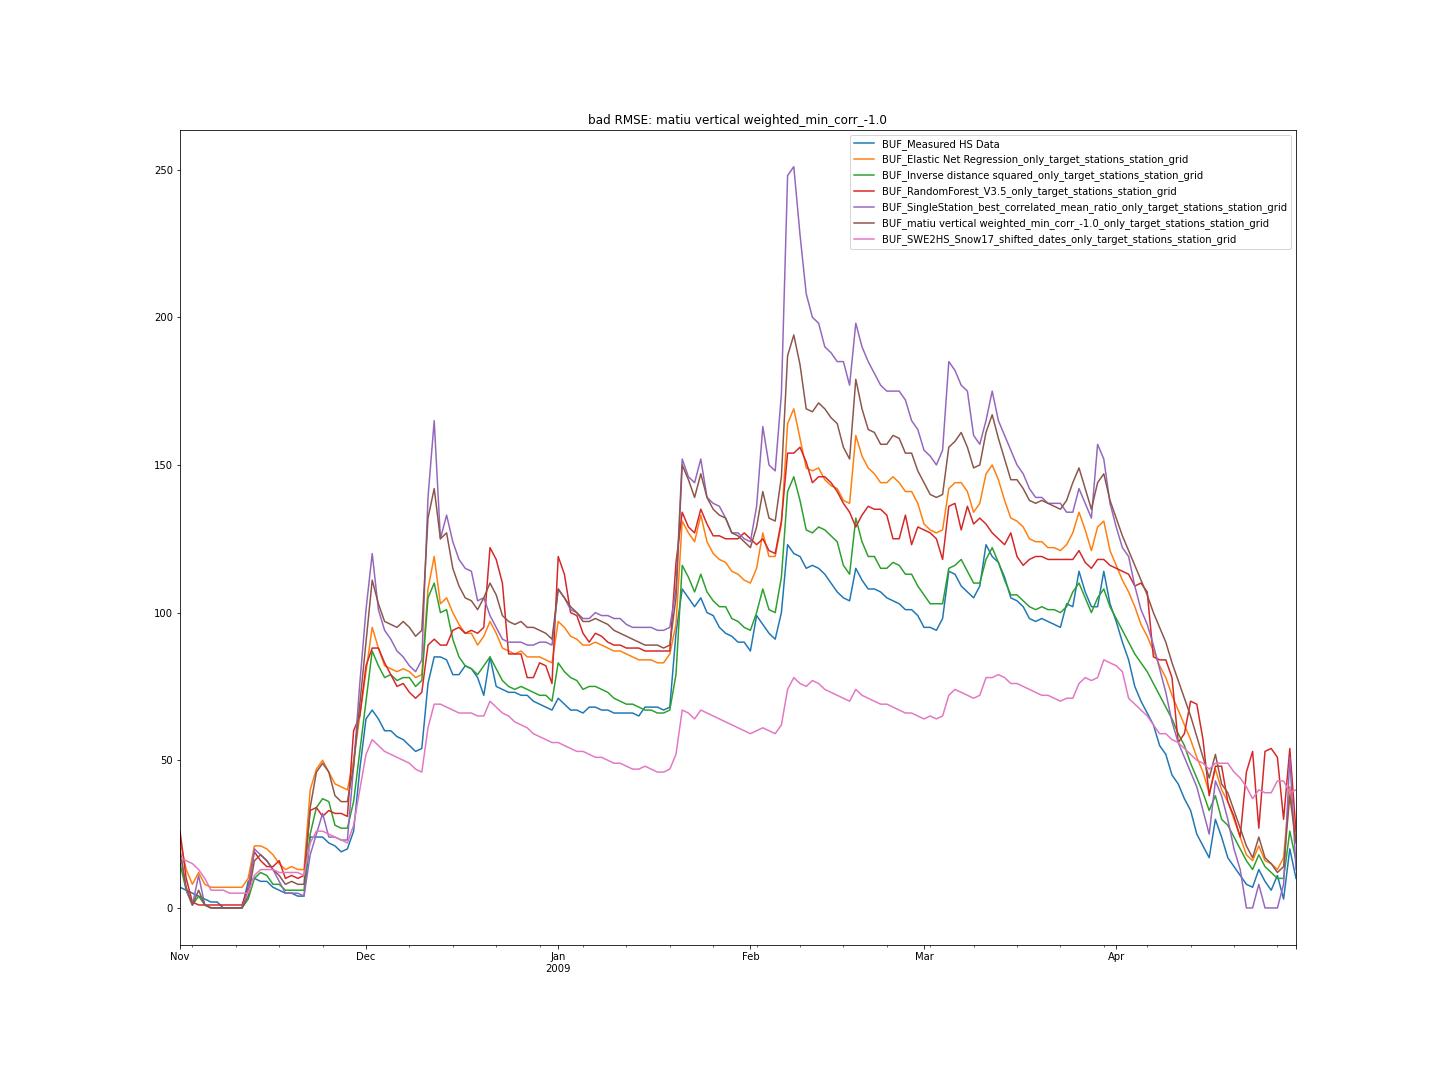 bad RMSE: matiu vertical weighted_min_corr_-1.0
BUF_Measured HS Data
BUF_Elastic Net Regression_only_target_stations_station_grid
BUF_Inverse distance squared_only_target_stations_station_grid
BUF_RandomForest_V3.5_only_target_stations_station_grid
BUF_SingleStation_best_correlated_mean_ratio_only_target_stations_station_grid
BUF_matiu vertical weighted_min_corr_-1.0_only_target_stations_station_grid
BUF_SWE2HS_Snow17_shifted_dates_only_target_stations_station_grid
250
200
150
100
50
0
Nov Dec Jan Feb Mar Apr
2009